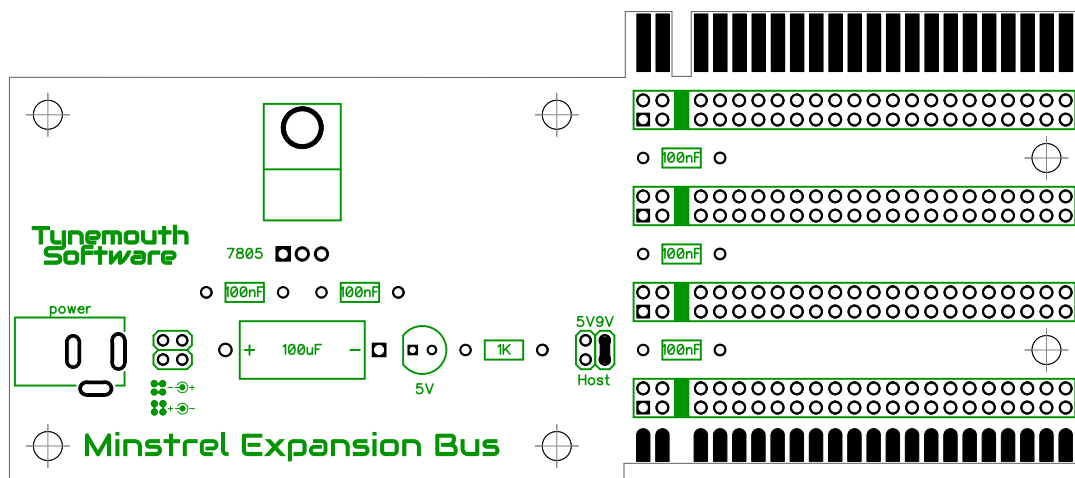 100nF
100nF
Tynemouth
Software
7805
100nF
100nF
power
+ 100uF −
5V
1K
5V9V
Host
100nF
−+
+−
Minstrel Expansion Bus